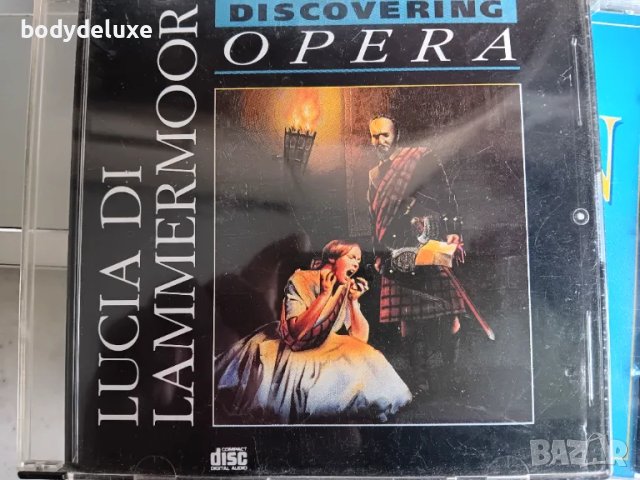 bodydeluxe
DISCOVERING
OPERA
LUCIA DI
LAMMERMOOR
COMPACT
disc
DIGITAL AUDIO
N
BAZAR